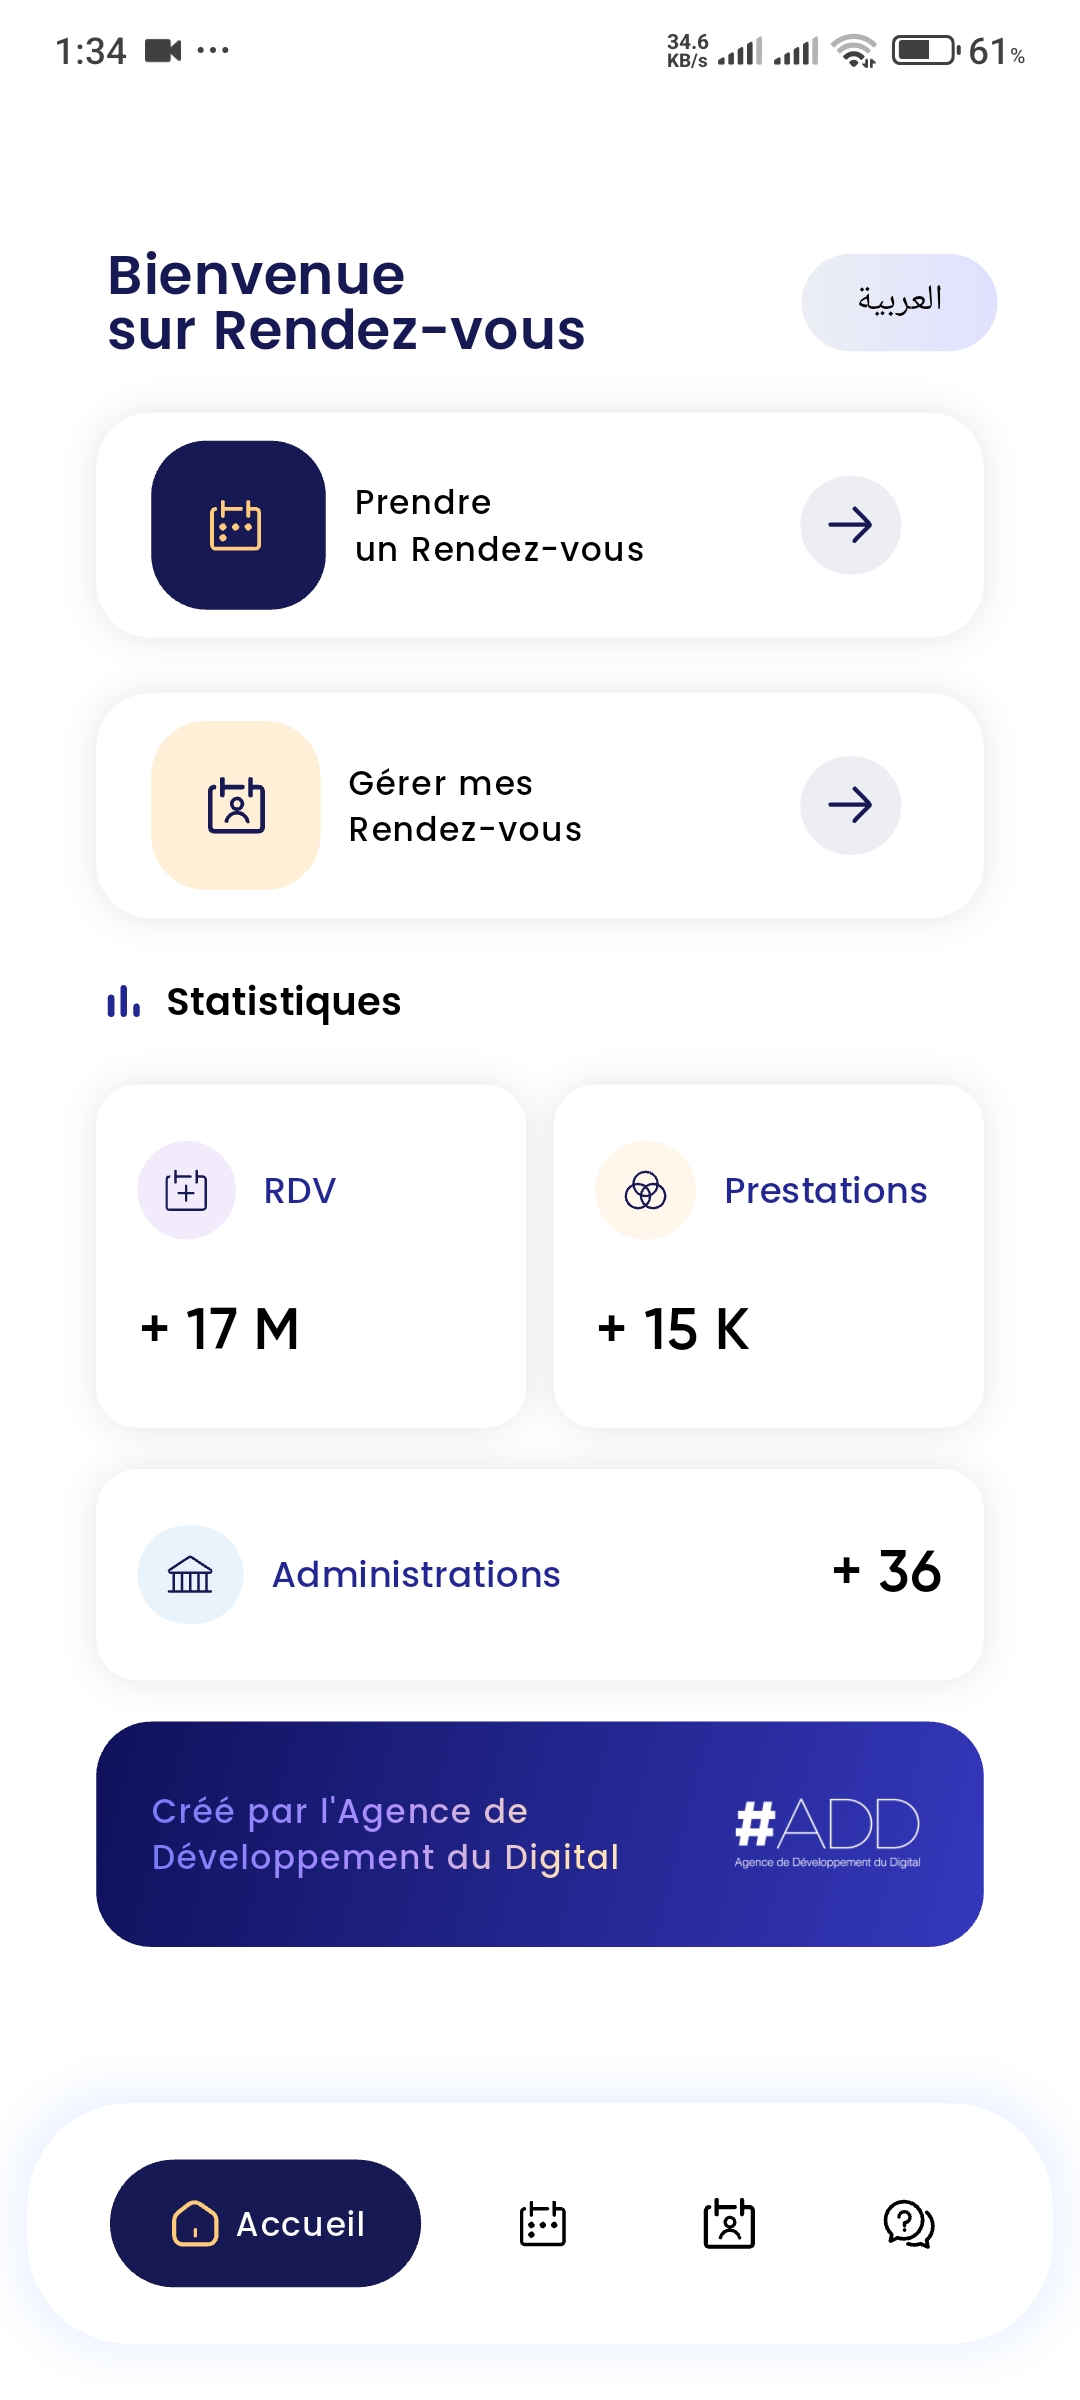 1:34
34.6
KB/s
61%
Bienvenue
sur Rendez-vous
العربية
Prendre
un Rendez-vous
Gérer mes
Rendez-vous
Statistiques
RDV
+ 17 M
Prestations
+ 15 K
Administrations
+ 36
Créé par l'Agence de
Développement du Digital
#ADD
Agence de Développement du Digital
Accueil